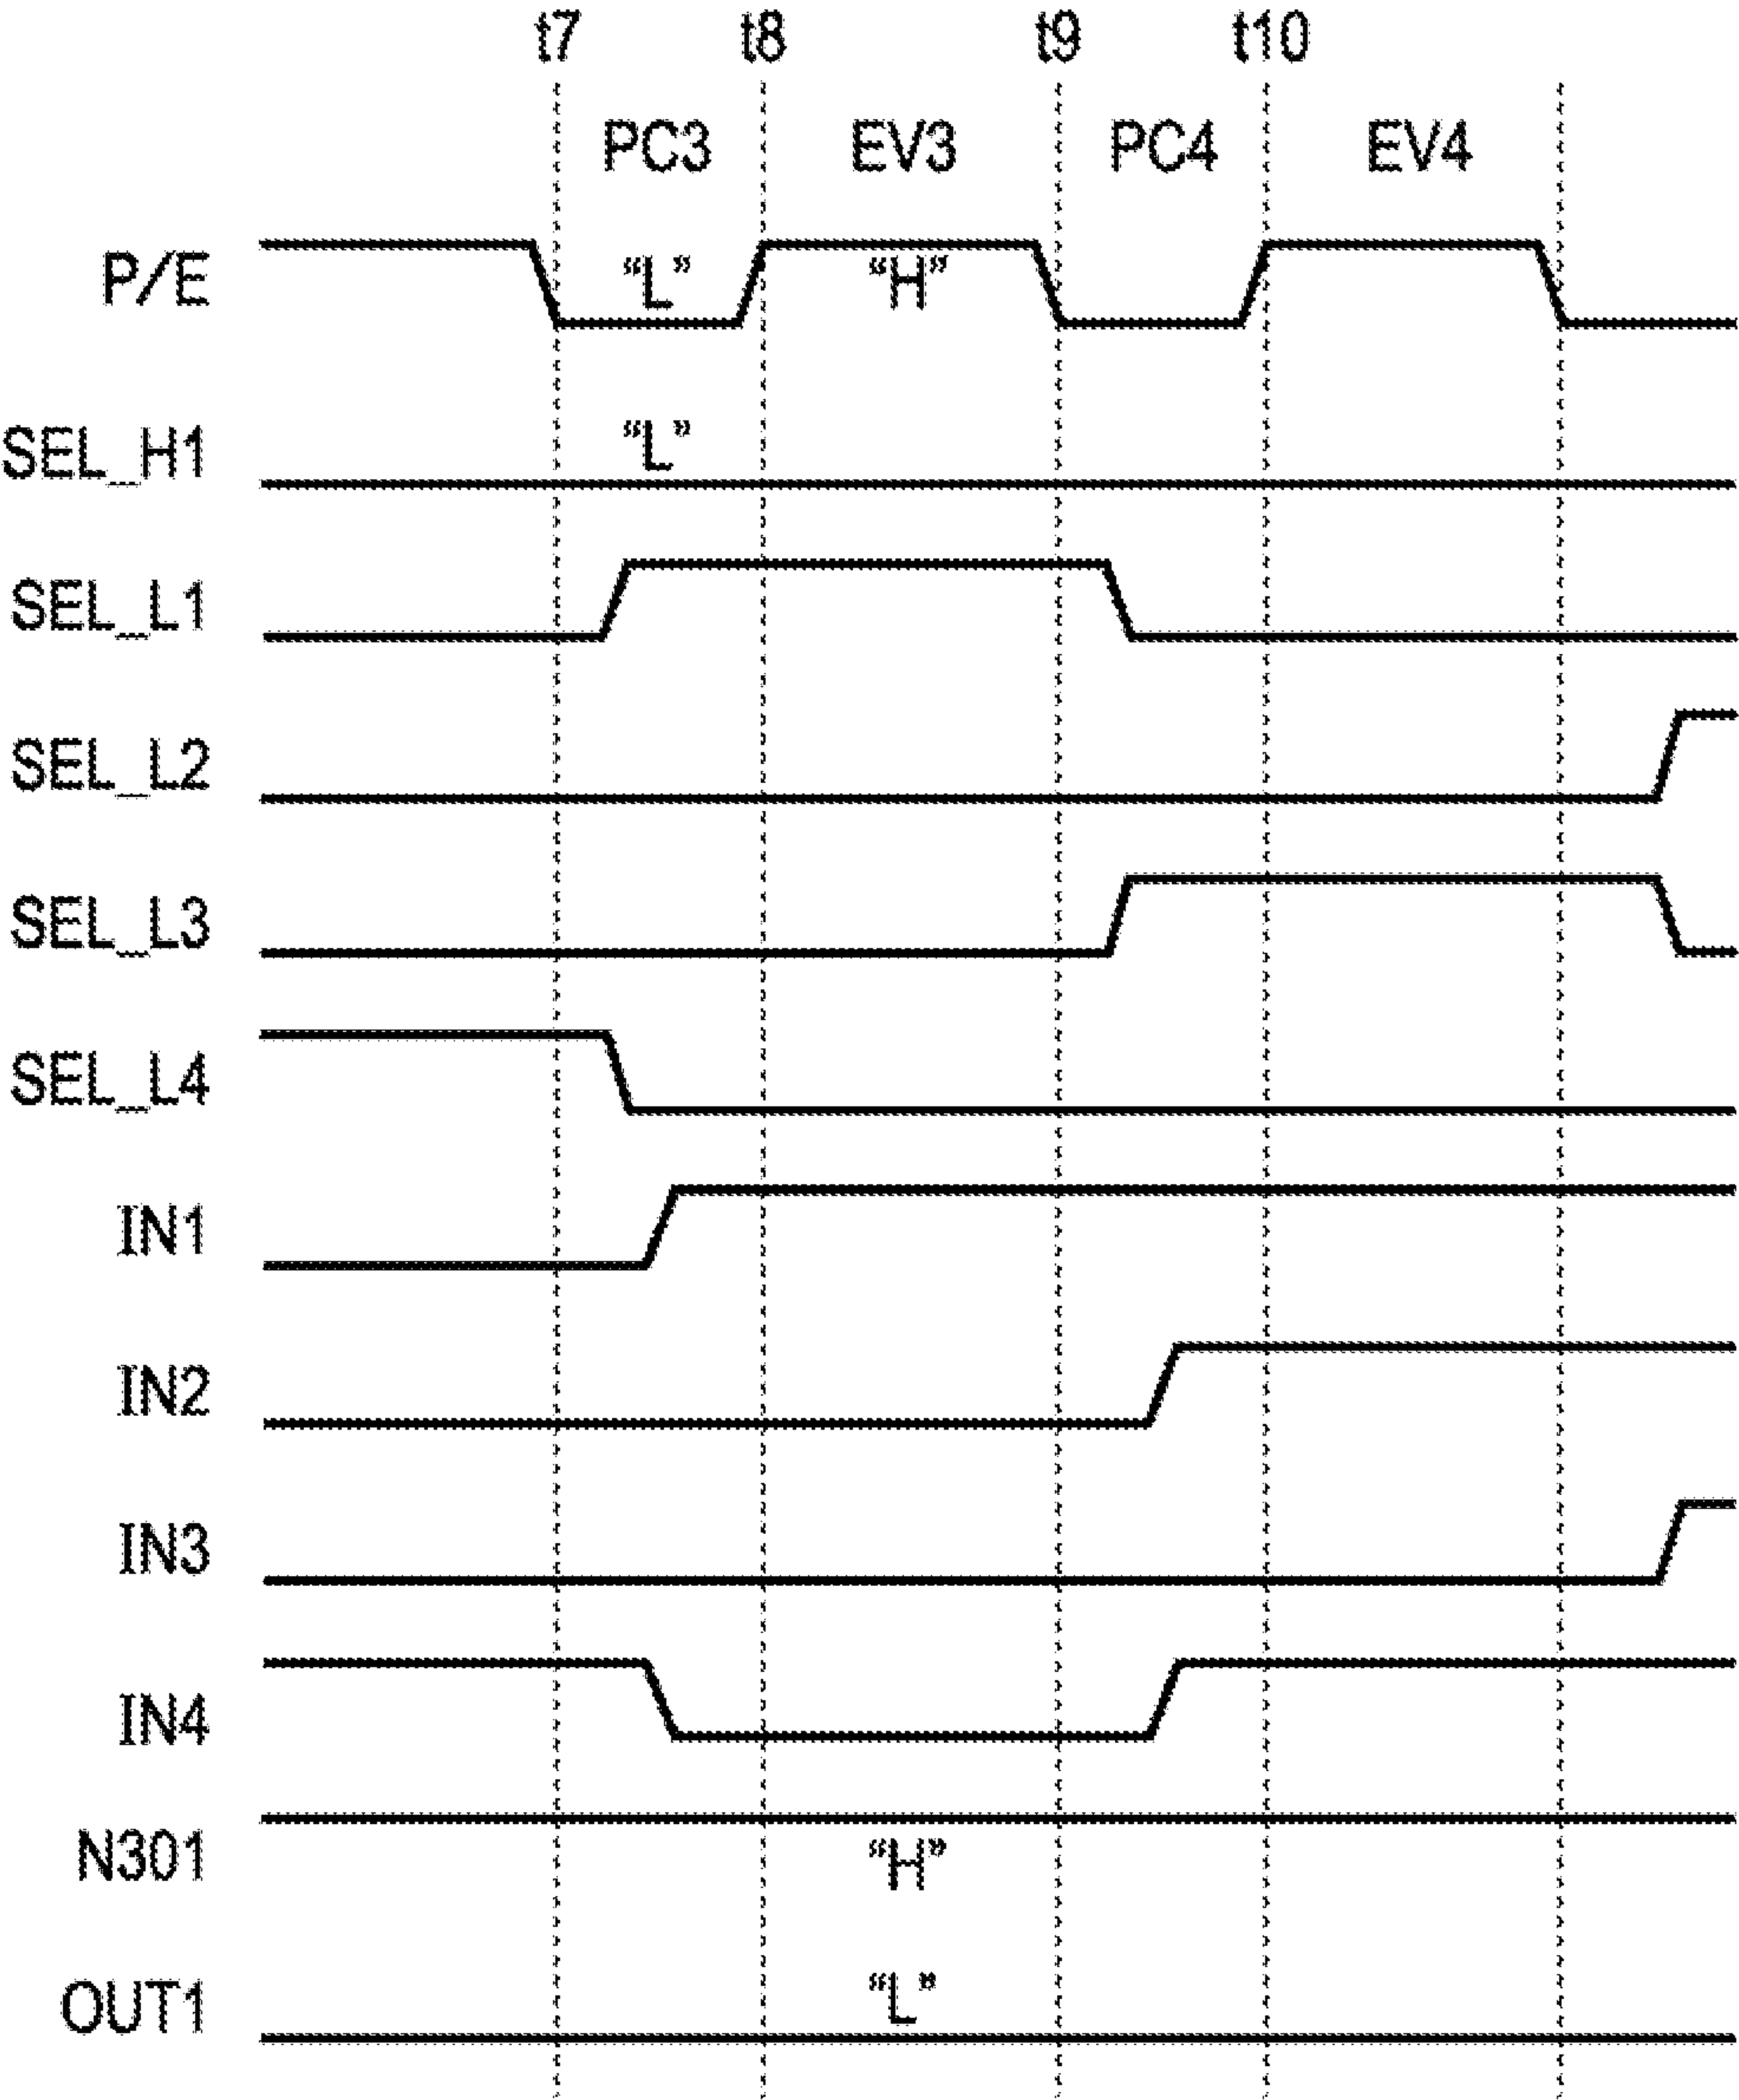 t7 t8 t9 t10
PC3 EV3 PC4 EV4
P/E "L" "H"
SEL_H1 "L"
SEL_L1
SEL_L2
SEL_L3
SEL_L4
IN1
IN2
IN3
IN4
N301 "H"
OUT1 "L"